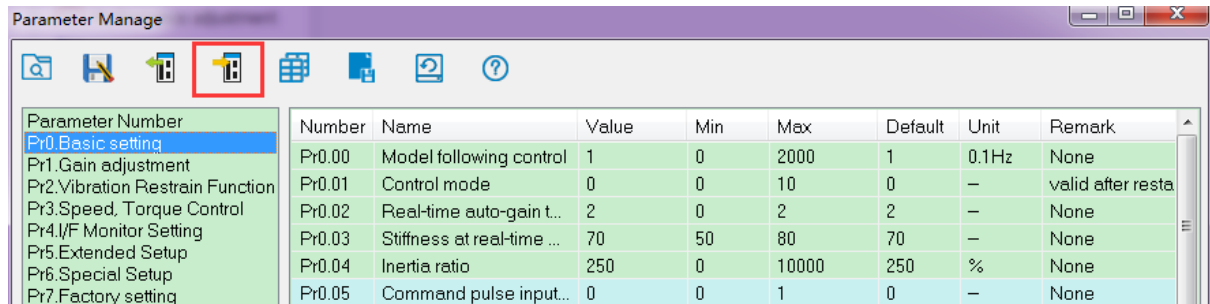 Parameter Manage
Parameter Number
Pr0.Basic setting
Pr1.Gain adjustment
Pr2.Vibration Restrain Function
Pr3.Speed, Torque Control
Pr4.I/F Monitor Setting
Pr5.Extended Setup
Pr6.Special Setup
Pr7.Factory setting
Number Name Value Min Max Default Unit Remark
Pr0.00 Model following control 1 0 2000 1 0.1Hz None
Pr0.01 Control mode 0 0 10 0 – valid after resta
Pr0.02 Real-time auto-gain t... 2 0 2 2 – None
Pr0.03 Stiffness at real-time ... 70 50 80 70 – None
Pr0.04 Inertia ratio 250 0 10000 250 % None
Pr0.05 Command pulse input... 0 0 1 0 – None